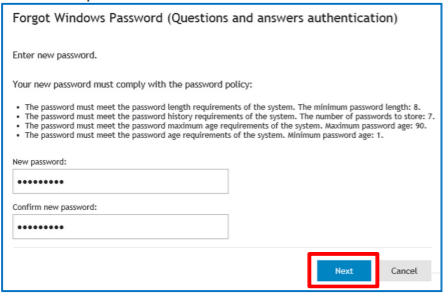 Forgot Windows Password (Questions and answers authentication)
Enter new password.
Your new password must comply with the password policy:
• The password must meet the password length requirements of the system. The minimum password length: 8.
• The password must meet the password history requirements of the system. The number of passwords to store: 7.
• The password must meet the password maximum age requirements of the system. Maximum password age: 90.
• The password must meet the password age requirements of the system. Minimum password age: 1.
New password:
•••••••••
Confirm new password:
•••••••••
Next
Cancel